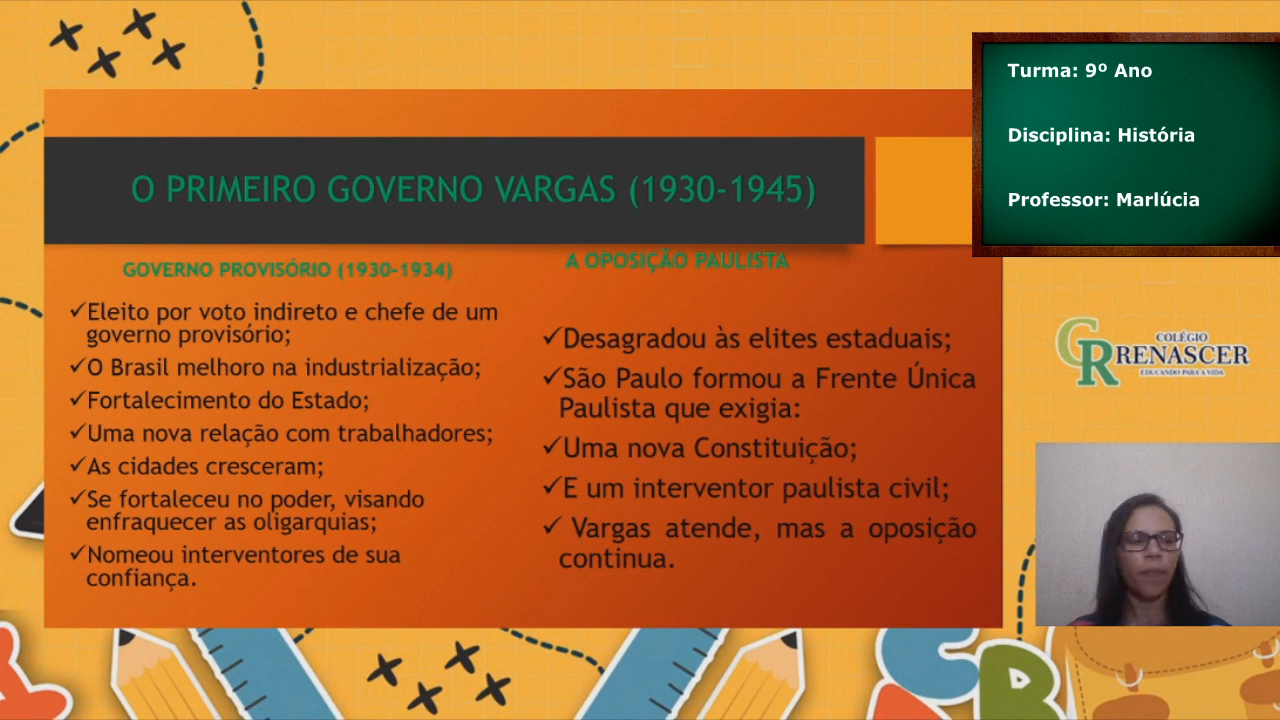 O PRIMEIRO GOVERNO VARGAS (1930-1945)
GOVERNO PROVISÓRIO (1930-1934)
✓Eleito por voto indireto e chefe de um
governo provisório;
✓O Brasil melhoro na industrialização;
✓Fortalecimento do Estado;
✓Uma nova relação com trabalhadores;
✓As cidades cresceram;
✓Se fortaleceu no poder, visando
enfraquecer as oligarquias;
✓Nomeou interventores de sua
confiança.
A OPOSIÇÃO PAULISTA
✓Desagradou às elites estaduais;
✓São Paulo formou a Frente Única
Paulista que exigia:
✓Uma nova Constituição;
✓E um interventor paulista civil;
✓ Vargas atende, mas a oposição
continua.
Turma: 9º Ano
Disciplina: História
Professor: Marlúcia
CR
COLÉGIO
RENASCER
EDUCANDO PARA A VIDA